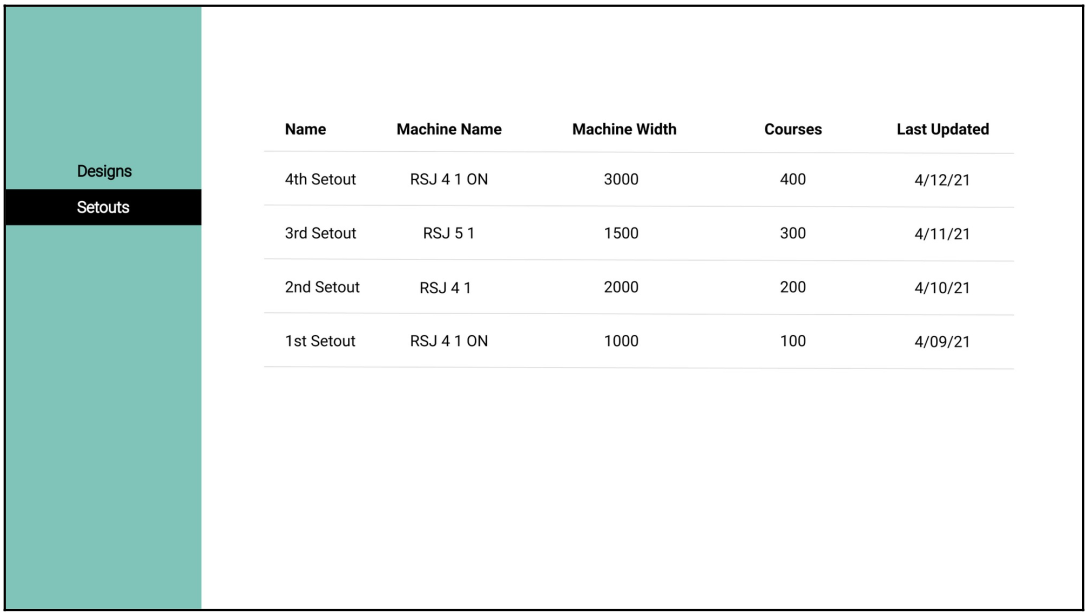 Designs
Setouts
Name Machine Name Machine Width Courses Last Updated
4th Setout RSJ 4 1 ON 3000 400 4/12/21
3rd Setout RSJ 5 1 1500 300 4/11/21
2nd Setout RSJ 4 1 2000 200 4/10/21
1st Setout RSJ 4 1 ON 1000 100 4/09/21